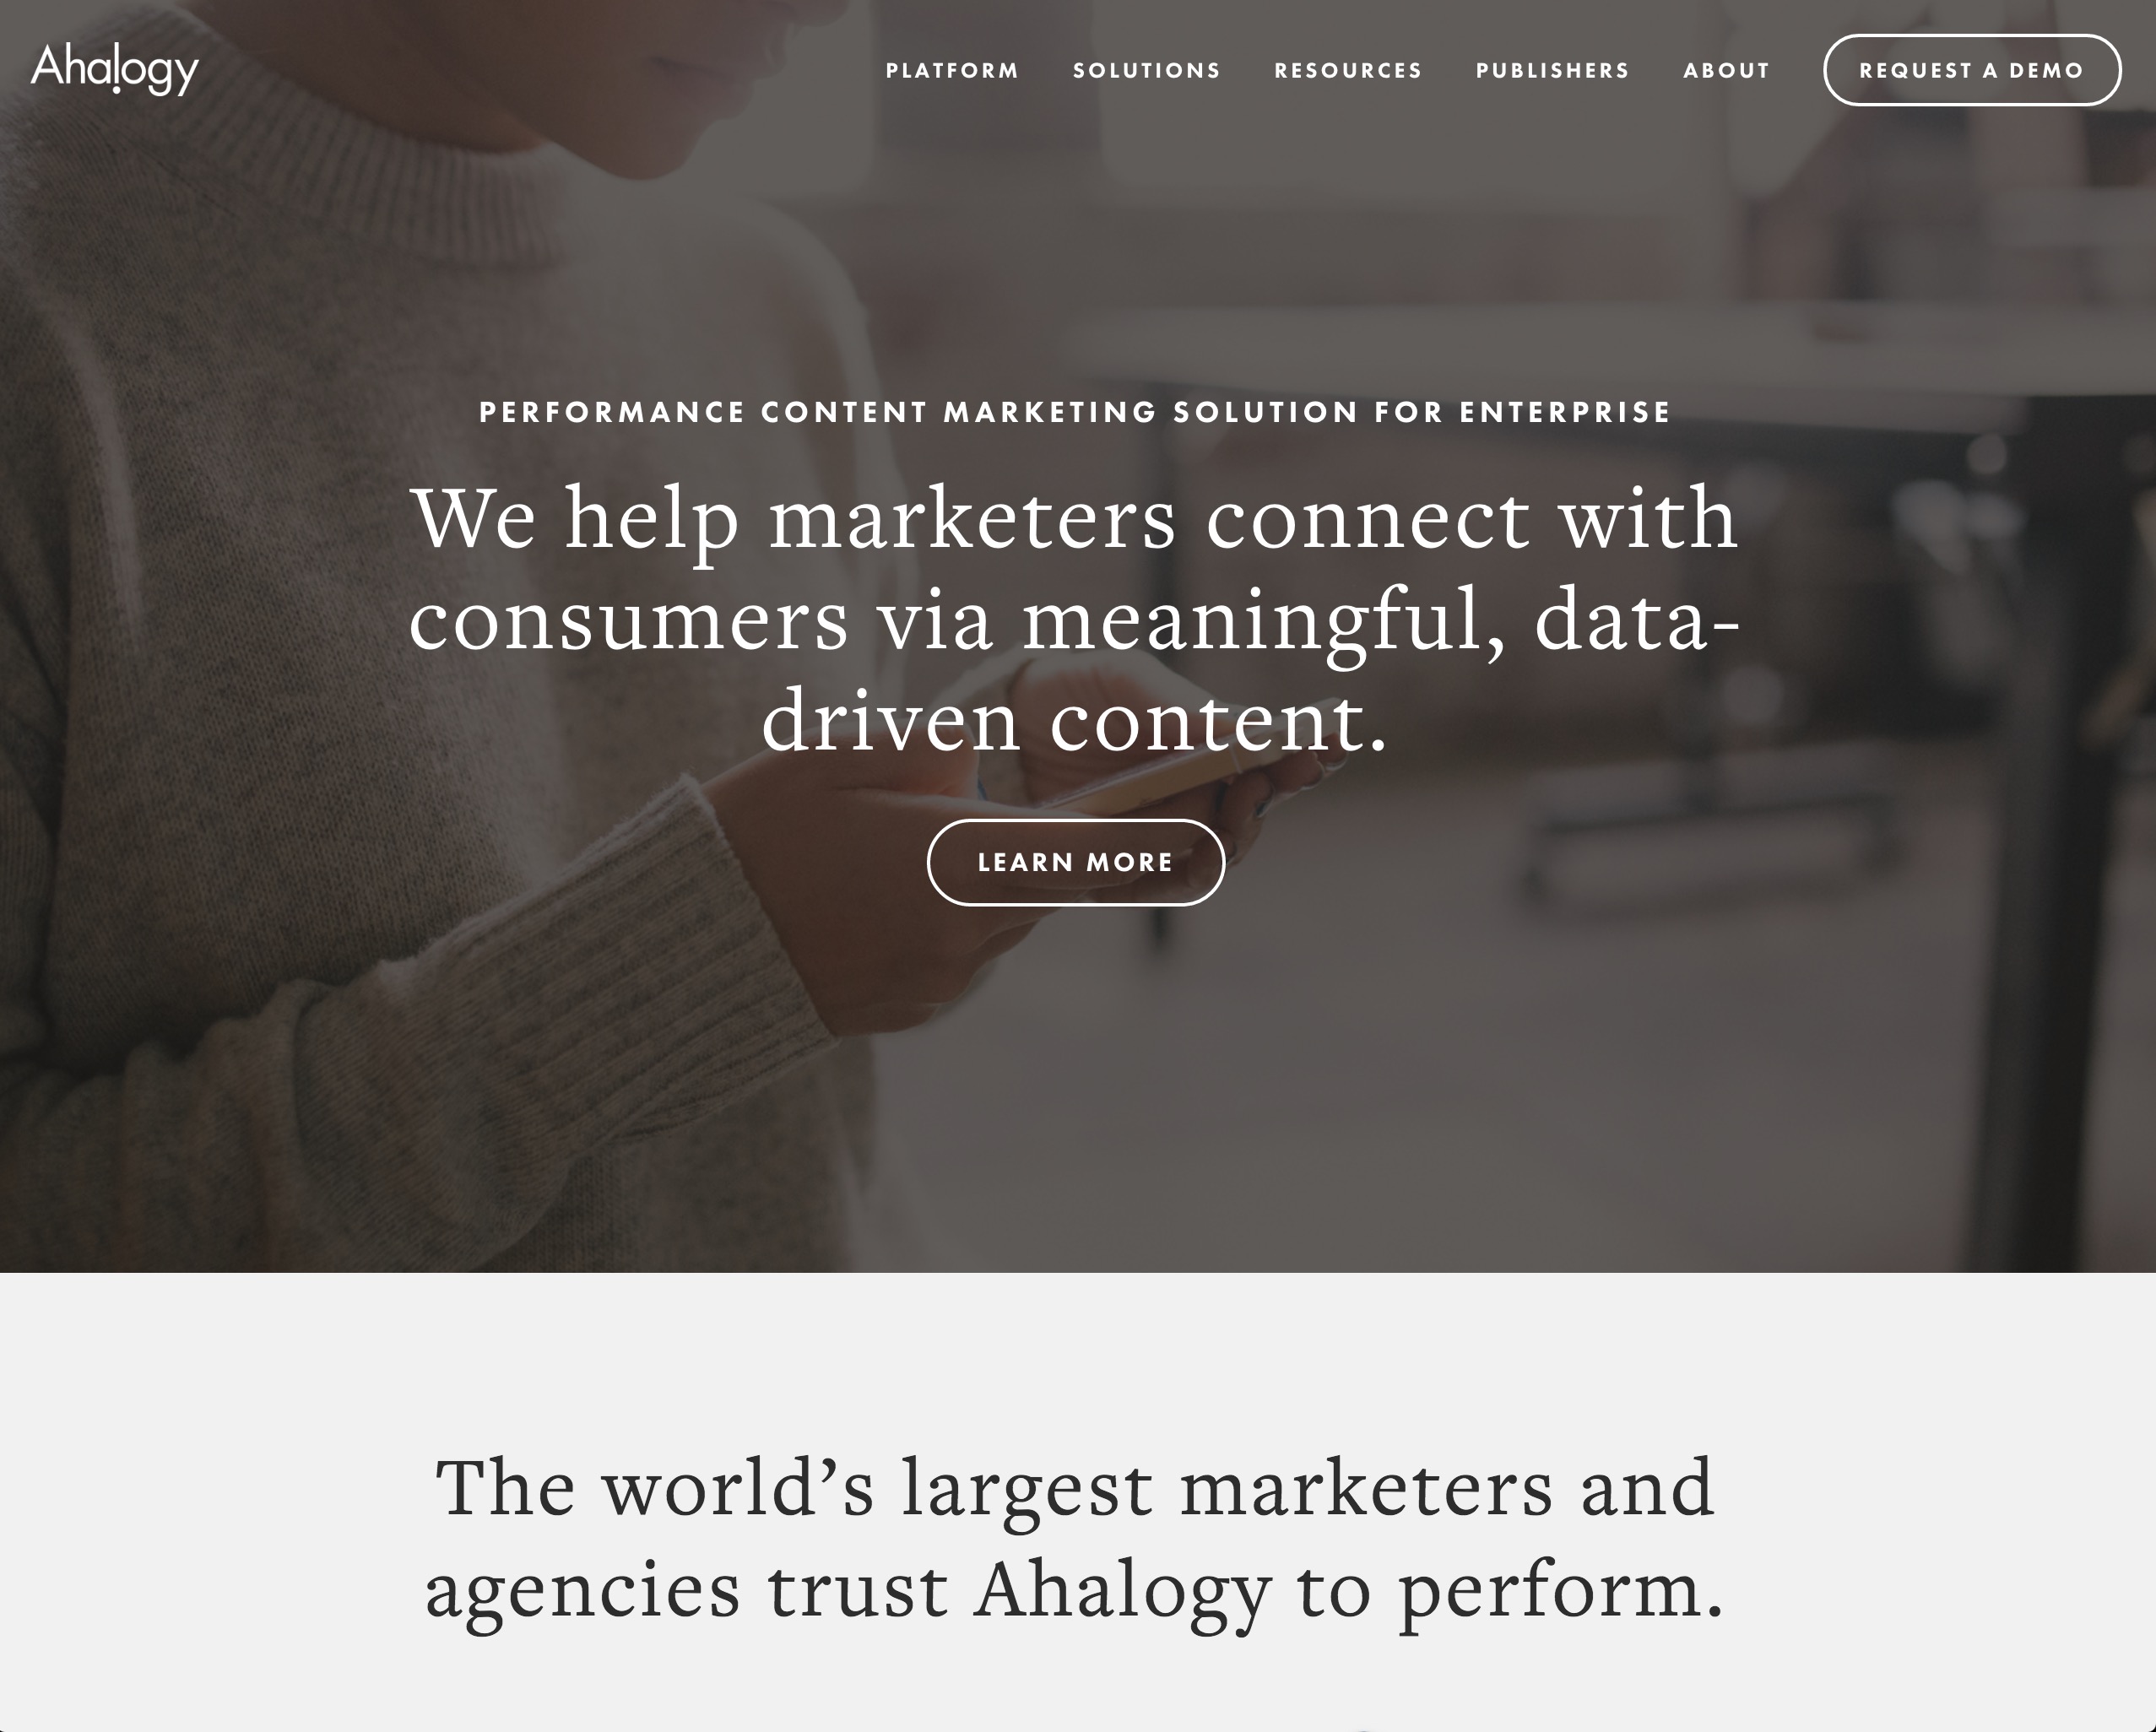 Ahalogy
PLATFORM
SOLUTIONS
RESOURCES
PUBLISHERS
ABOUT
REQUEST A DEMO
PERFORMANCE CONTENT MARKETING SOLUTION FOR ENTERPRISE
We help marketers connect with
consumers via meaningful, data-
driven content.
LEARN MORE
The world’s largest marketers and
agencies trust Ahalogy to perform.